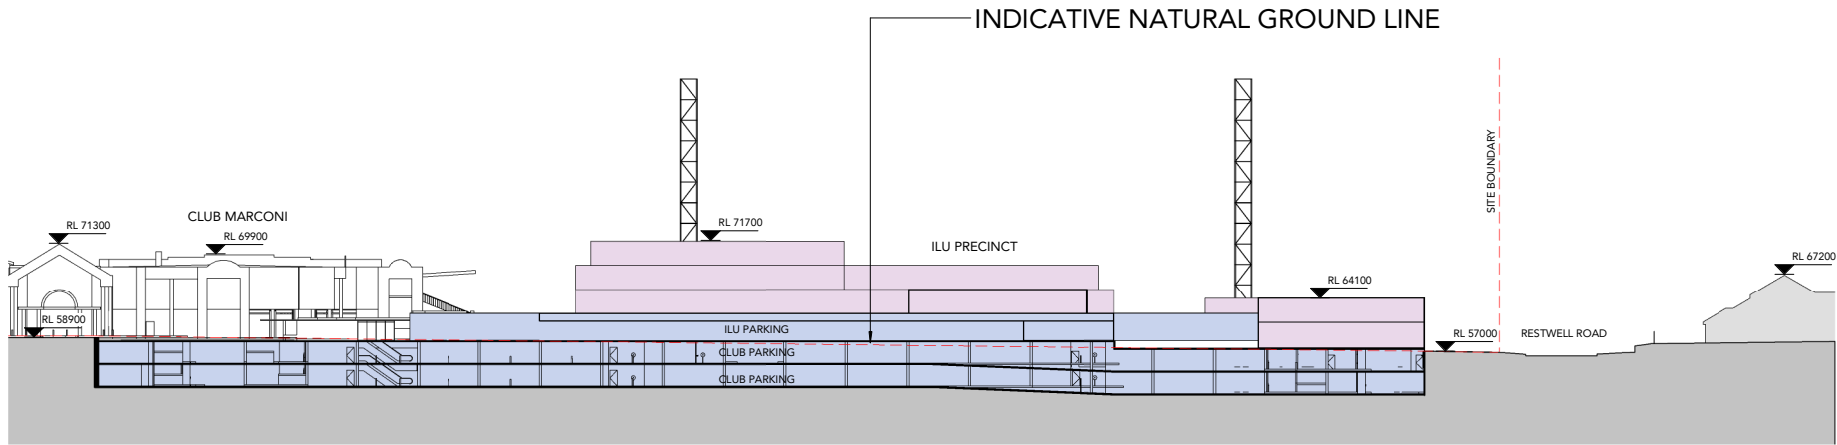 INDICATIVE NATURAL GROUND LINE
SITE BOUNDARY
RL 71300
CLUB MARCONI
RL 69900
RL 71700
ILU PRECINCT
RL 67200
RL 64100
RL 58900
ILU PARKING
RL 57000
RESTWELL ROAD
CLUB PARKING
CLUB PARKING